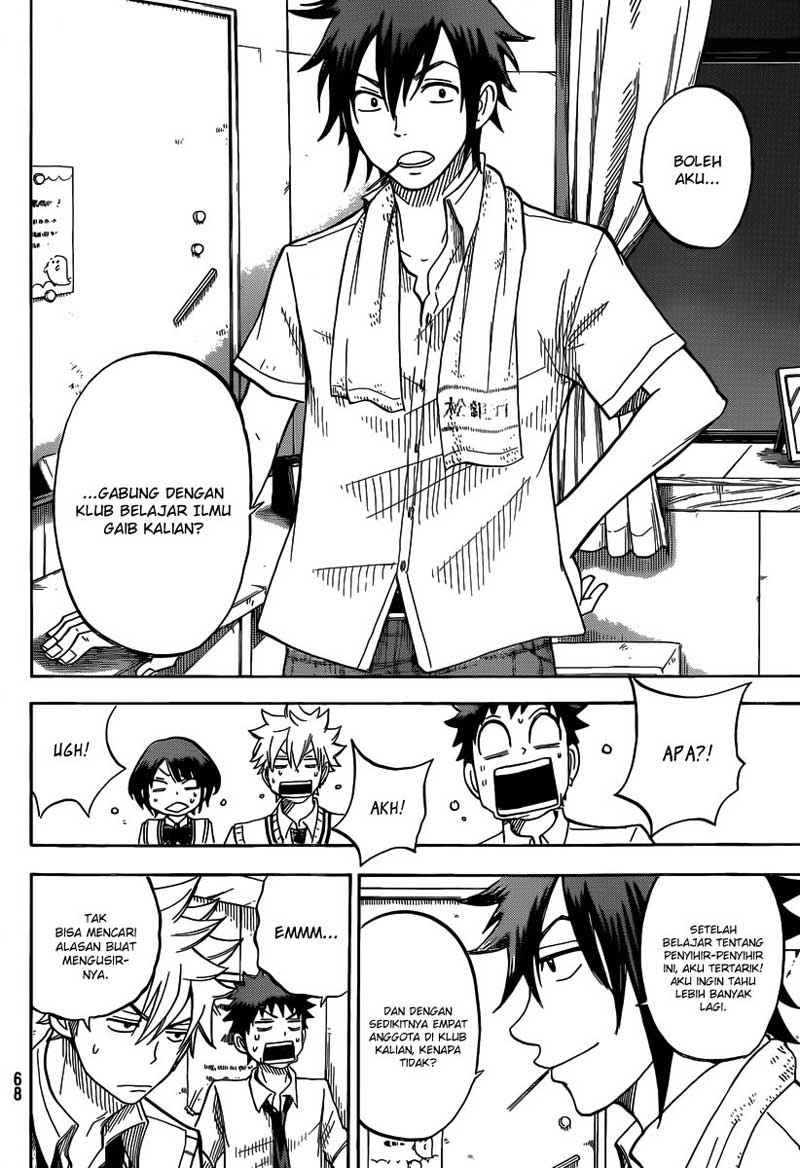 BOLEH
AKU...
...GABUNG DENGAN
KLUB BELAJAR ILMU
GAIB KALIAN?
APA?!
AKH!
UGH!
SETELAH
BELAJAR TENTANG
PENYIHIR-PENYIHIR
INI, AKU TERTARIK!
AKU INGIN TAHU
LEBIH BANYAK
LAGI.
DAN DENGAN
SEDIKITNYA EMPAT
ANGGOTA DI KLUB
KALIAN, KENAPA
TIDAK?
EMMM...
TAK
BISA MENCARI
ALASAN BUAT
MENGUSIR-
NYA.
68